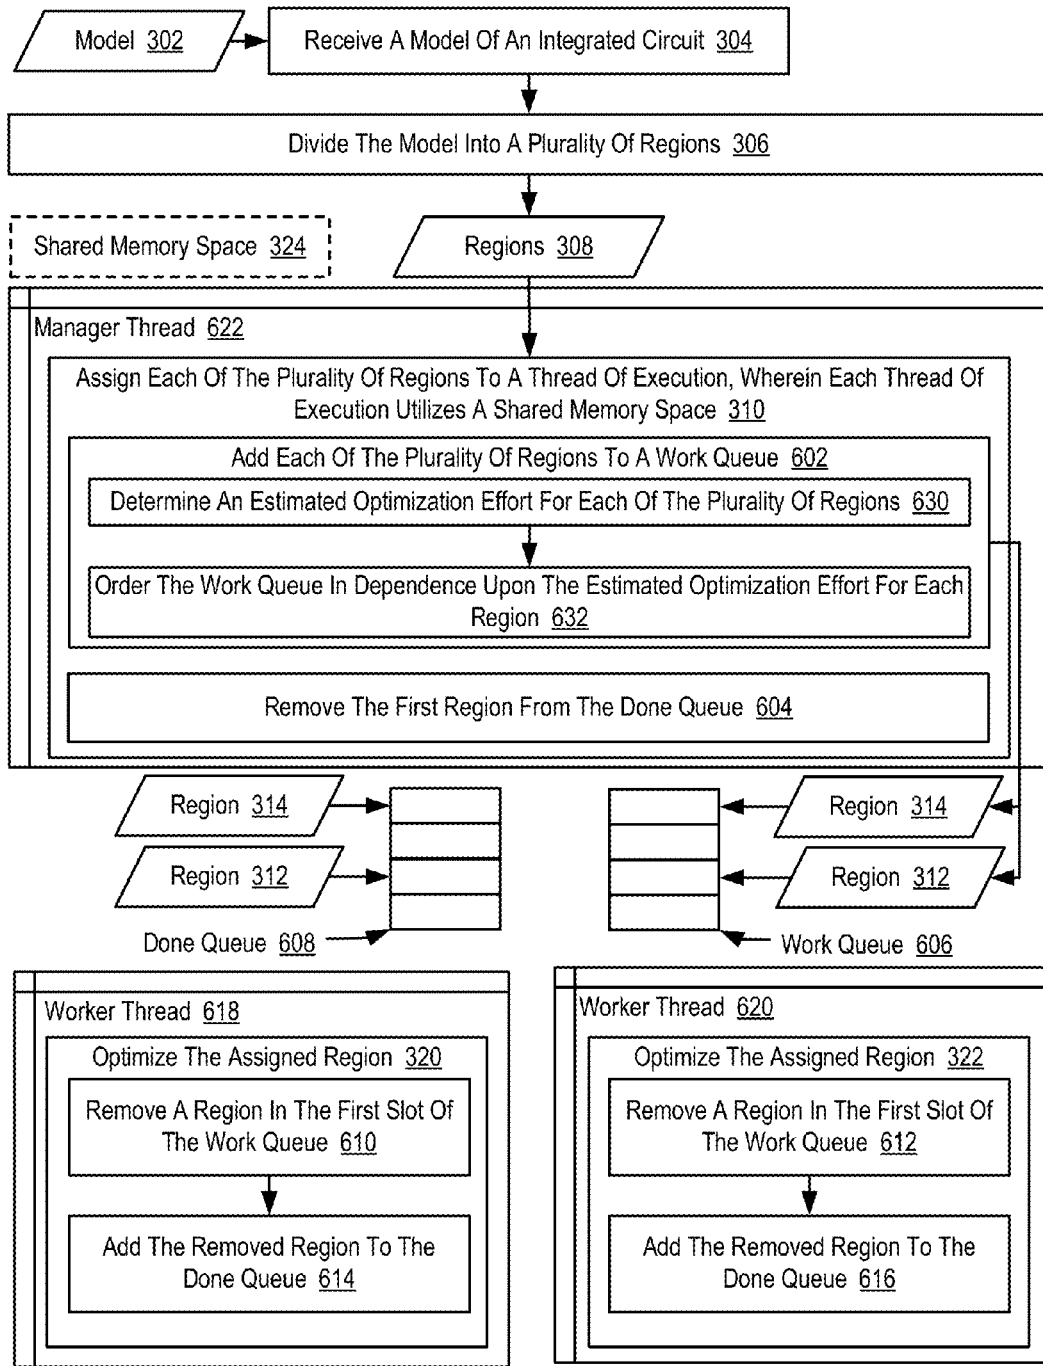 Model 302
Receive A Model Of An Integrated Circuit 304
Divide The Model Into A Plurality Of Regions 306
Shared Memory Space 324
Regions 308
Manager Thread 622
Assign Each Of The Plurality Of Regions To A Thread Of Execution, Wherein Each Thread Of
Execution Utilizes A Shared Memory Space 310
Add Each Of The Plurality Of Regions To A Work Queue 602
Determine An Estimated Optimization Effort For Each Of The Plurality Of Regions 630
Order The Work Queue In Dependence Upon The Estimated Optimization Effort For Each
Region 632
Remove The First Region From The Done Queue 604
Region 314
Region 314
Region 312
Region 312
Done Queue 608
Work Queue 606
Worker Thread 618
Optimize The Assigned Region 320
Remove A Region In The First Slot Of
The Work Queue 610
Add The Removed Region To The
Done Queue 614
Worker Thread 620
Optimize The Assigned Region 322
Remove A Region In The First Slot Of
The Work Queue 612
Add The Removed Region To The
Done Queue 616